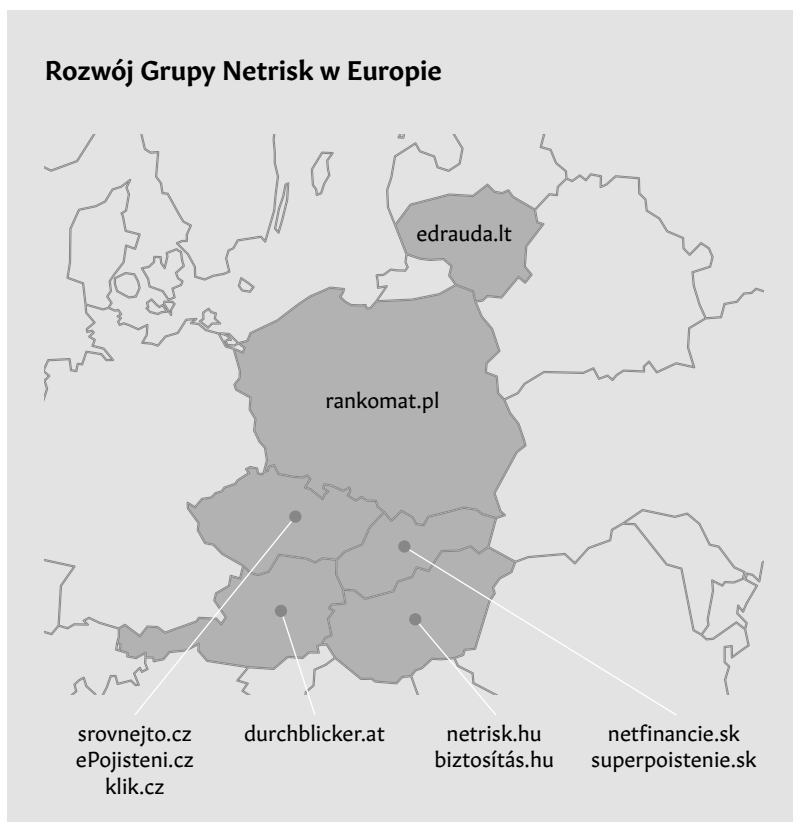 Rozwój Grupy Netrisk w Europie
edrauda.lt
rankomat.pl
srovnejto.cz
ePojisteni.cz
klik.cz
durchblicker.at
netrisk.hu
biztosítás.hu
netfinancie.sk
superpoistenie.sk